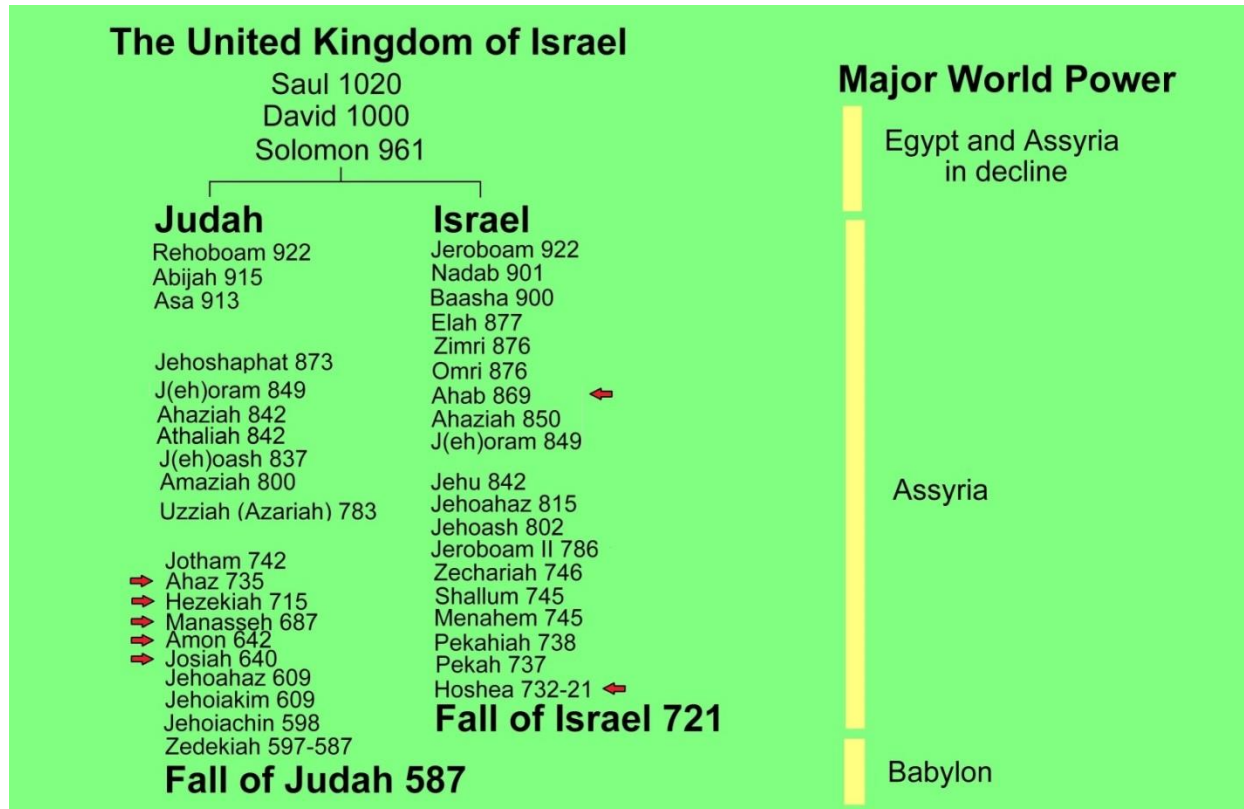 The United Kingdom of Israel
Saul 1020
David 1000
Solomon 961
Judah
Rehoboam 922
Abijah 915
Asa 913
Jehoshaphat 873
J(eh)oram 849
Ahaziah 842
Athaliah 842
J(eh)oash 837
Amaziah 800
Uzziah (Azariah) 783
Jotham 742
Ahaz 735
Hezekiah 715
Manasseh 687
Amon 642
Josiah 640
Jehoahaz 609
Jehoiakim 609
Jehoiachin 598
Zedekiah 597-587
Fall of Judah 587
Israel
Jeroboam 922
Nadab 901
Baasha 900
Elah 877
Zimri 876
Omri 876
Ahab 869
Ahaziah 850
J(eh)oram 849
Jehu 842
Jehoahaz 815
Jehoash 802
Jeroboam II 786
Zechariah 746
Shallum 745
Menahem 745
Pekahiah 738
Pekah 737
Hoshea 732-21
Fall of Israel 721
Major World Power
Egypt and Assyria
in decline
Assyria
Babylon